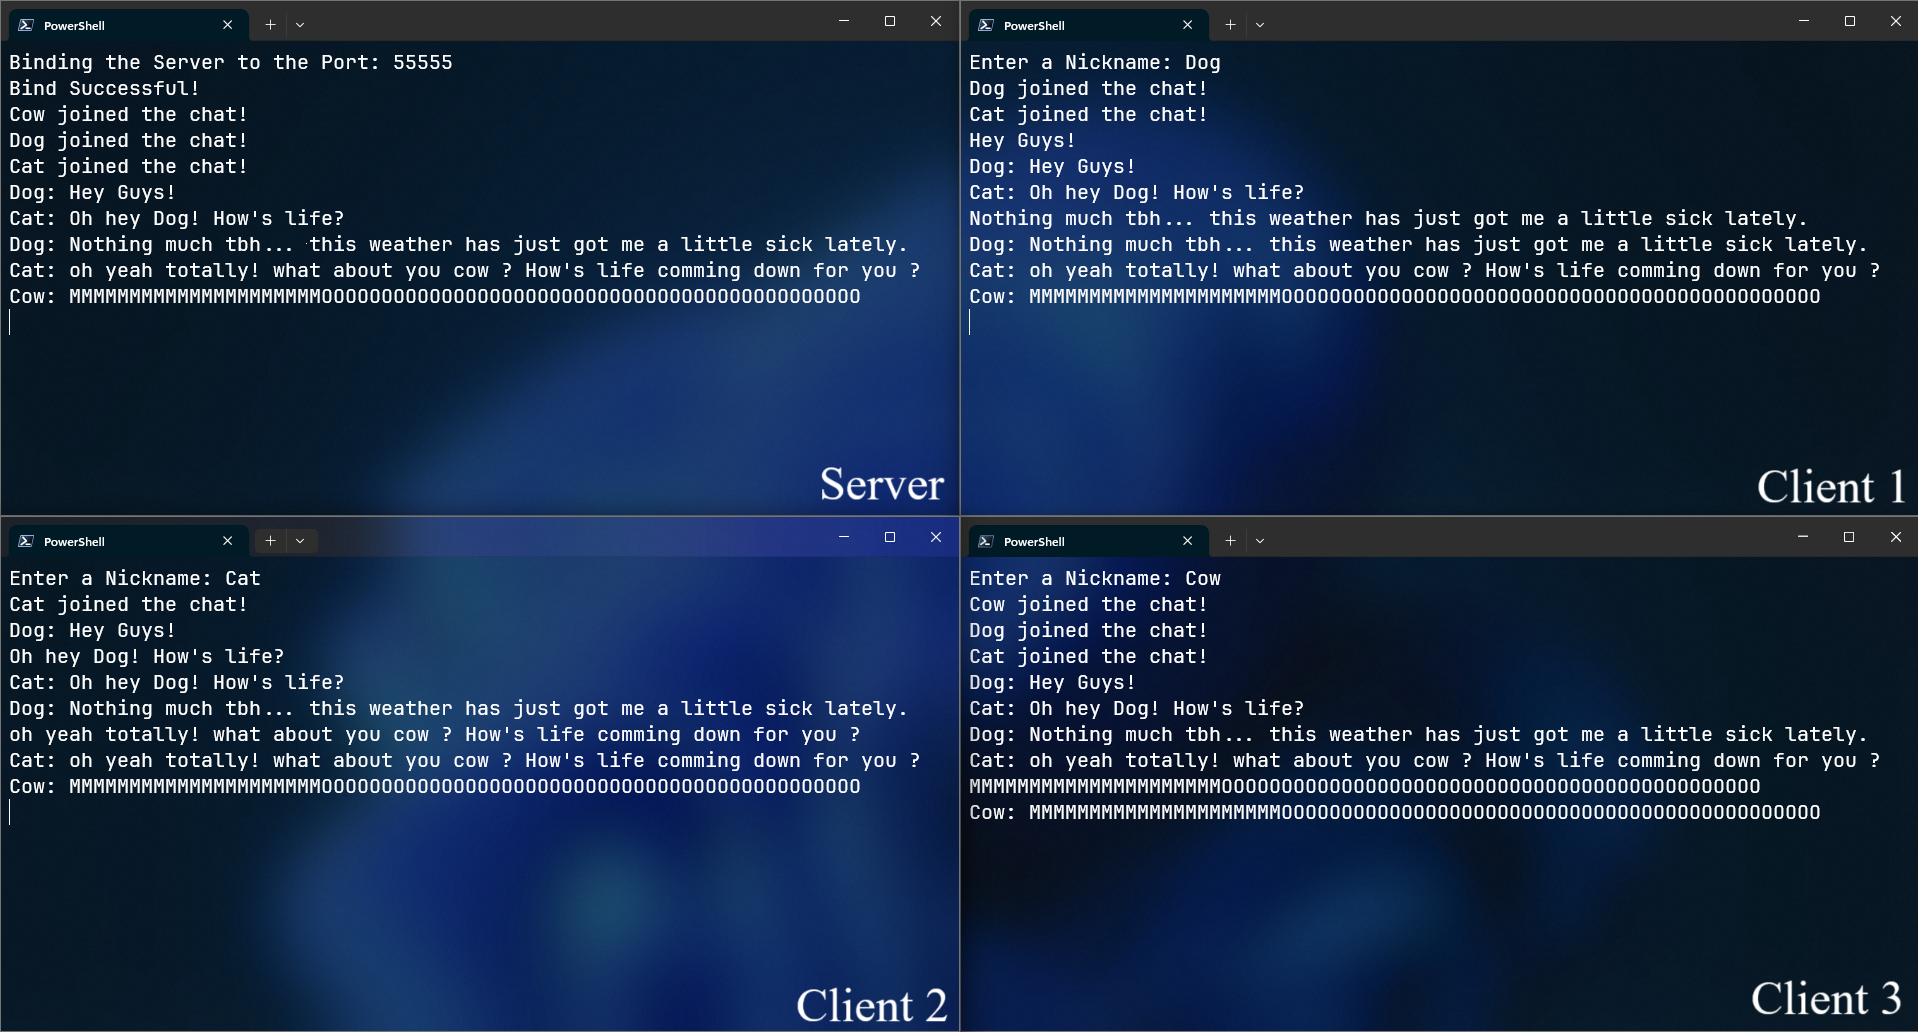 PowerShell
Binding the Server to the Port: 55555
Bind Successful!
Cow joined the chat!
Dog joined the chat!
Cat joined the chat!
Dog: Hey Guys!
Cat: Oh hey Dog! How's life?
Dog: Nothing much tbh... this weather has just got me a little sick lately.
Cat: oh yeah totally! what about you cow ? How's life comming down for you ?
Cow: MMMMMMMMMMMMMMMMMMMMMOOOOOOOOOOOOOOOOOOOOOOOOOOOOOOOOOOOOOOOOOOOOO
Server
PowerShell
Enter a Nickname: Dog
Dog joined the chat!
Cat joined the chat!
Hey Guys!
Dog: Hey Guys!
Cat: Oh hey Dog! How's life?
Nothing much tbh... this weather has just got me a little sick lately.
Dog: Nothing much tbh... this weather has just got me a little sick lately.
Cat: oh yeah totally! what about you cow ? How's life comming down for you ?
Cow: MMMMMMMMMMMMMMMMMMMMMOOOOOOOOOOOOOOOOOOOOOOOOOOOOOOOOOOOOOOOOOOOOO
Client 1
PowerShell
Enter a Nickname: Cat
Cat joined the chat!
Dog: Hey Guys!
Oh hey Dog! How's life?
Cat: Oh hey Dog! How's life?
Dog: Nothing much tbh... this weather has just got me a little sick lately.
oh yeah totally! what about you cow ? How's life comming down for you ?
Cat: oh yeah totally! what about you cow ? How's life comming down for you ?
Cow: MMMMMMMMMMMMMMMMMMMMMOOOOOOOOOOOOOOOOOOOOOOOOOOOOOOOOOOOOOOOOOOOOO
Client 2
PowerShell
Enter a Nickname: Cow
Cow joined the chat!
Dog joined the chat!
Cat joined the chat!
Dog: Hey Guys!
Cat: Oh hey Dog! How's life?
Dog: Nothing much tbh... this weather has just got me a little sick lately.
Cat: oh yeah totally! what about you cow ? How's life comming down for you ?
MMMMMMMMMMMMMMMMMMMMMOOOOOOOOOOOOOOOOOOOOOOOOOOOOOOOOOOOOOOOOOOOOO
Cow: MMMMMMMMMMMMMMMMMMMMMOOOOOOOOOOOOOOOOOOOOOOOOOOOOOOOOOOOOOOOOOOOOO
Client 3